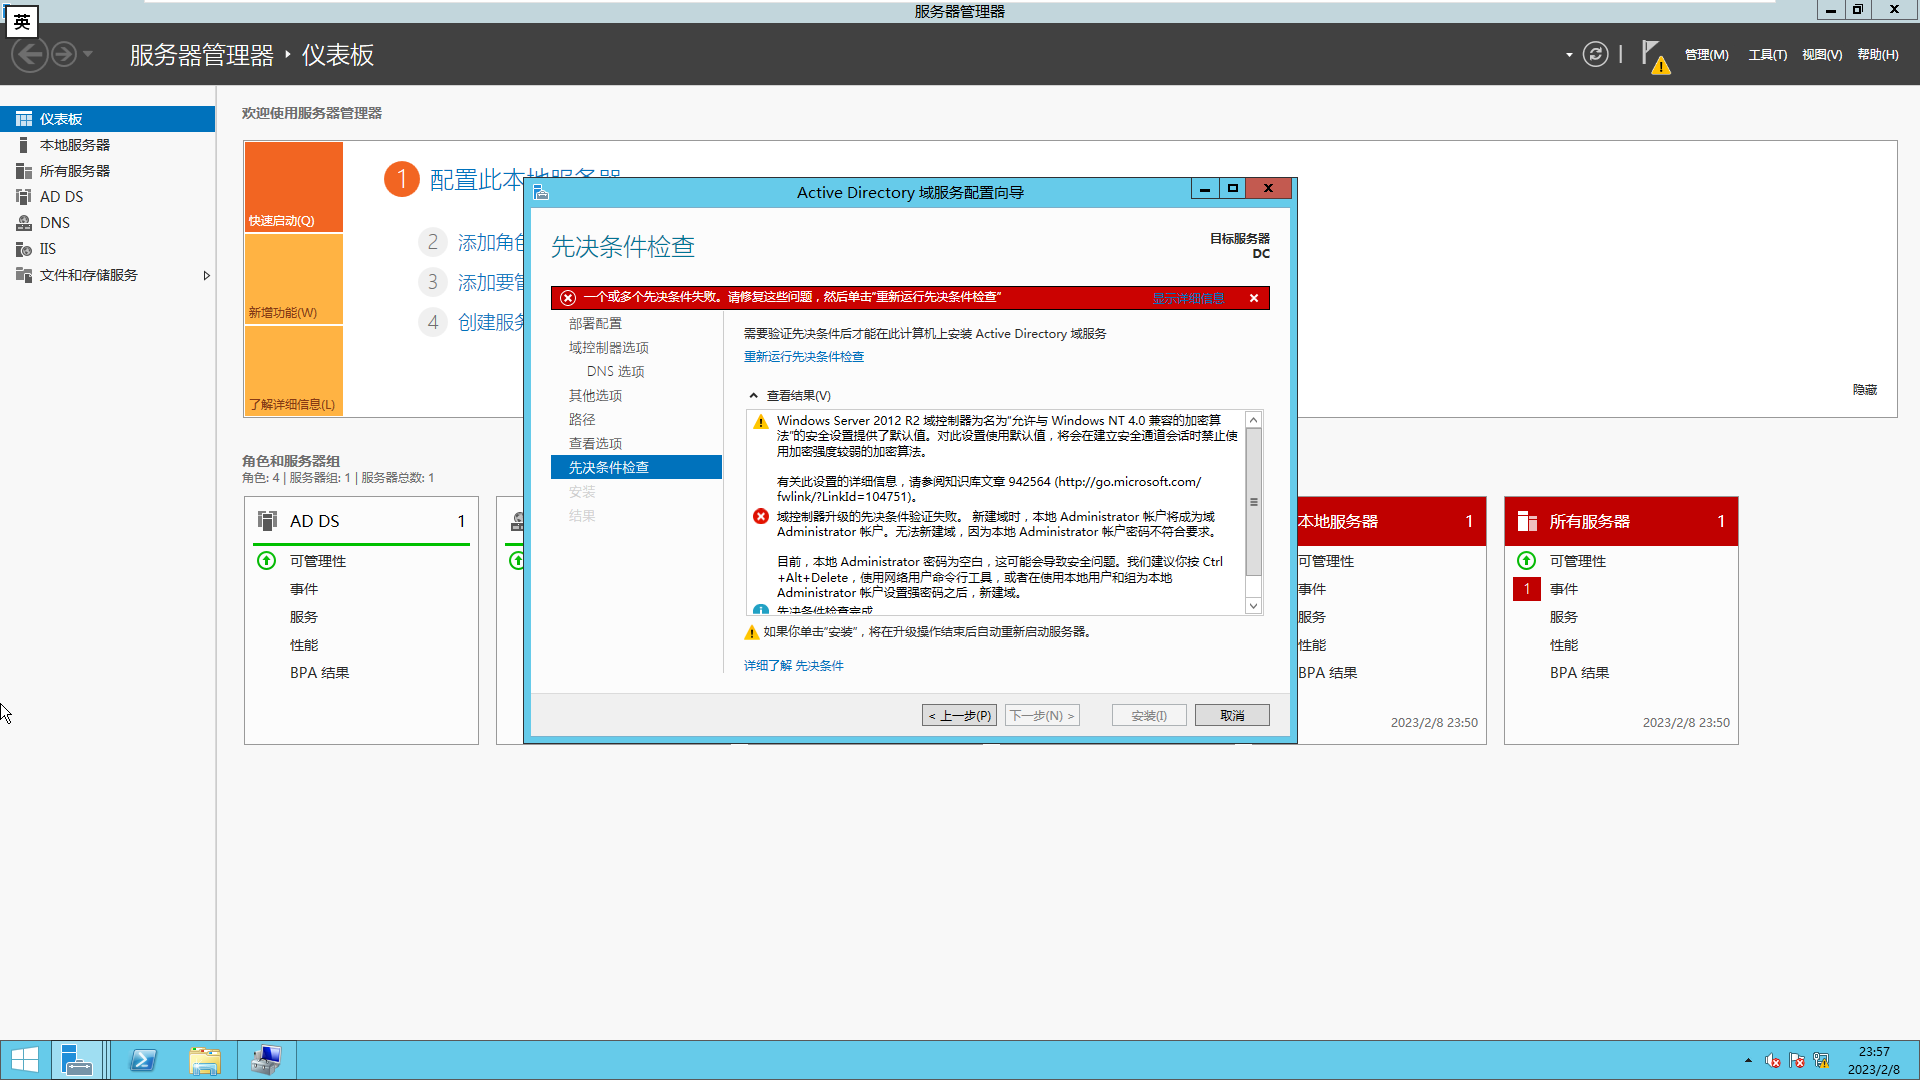 英
服务器管理器
服务器管理器 ‣ 仪表板
管理(M)
工具(T)
视图(V)
帮助(H)
仪表板
本地服务器
所有服务器
AD DS
DNS
IIS
文件和存储服务
欢迎使用服务器管理器
快速启动(Q)
新增功能(W)
了解详细信息(L)
1 配置此本地服务器
2 添加角色
3 添加要管
4 创建服务
隐藏
角色和服务器组
角色: 4 | 服务器组: 1 | 服务器总数: 1
AD DS 1
可管理性
事件
服务
性能
BPA 结果
Active Directory 域服务配置向导
先决条件检查
目标服务器
DC
一个或多个先决条件失败。请修复这些问题，然后单击"重新运行先决条件检查"
显示详细信息
部署配置
域控制器选项
DNS 选项
其他选项
路径
查看选项
先决条件检查
安装
结果
需要验证先决条件后才能在此计算机上安装 Active Directory 域服务
重新运行先决条件检查
查看结果(V)
Windows Server 2012 R2 域控制器为名为"允许与 Windows NT 4.0 兼容的加密算
法"的安全设置提供了默认值。对此设置使用默认值，将会在建立安全通道会话时禁止使
用加密强度较弱的加密算法。
有关此设置的详细信息，请参阅知识库文章 942564 (http://go.microsoft.com/
fwlink/?LinkId=104751)。
域控制器升级的先决条件验证失败。 新建域时，本地 Administrator 帐户将成为域
Administrator 帐户。无法新建域，因为本地 Administrator 帐户密码不符合要求。
目前，本地 Administrator 密码为空白，这可能会导致安全问题。我们建议你按 Ctrl
+Alt+Delete，使用网络用户命令行工具，或者在使用本地用户和组为本地
Administrator 帐户设置强密码之后，新建域。
先决条件检查完成
如果你单击"安装"，将在升级操作结束后自动重新启动服务器。
详细了解 先决条件
< 上一步(P)
下一步(N) >
安装(I)
取消
本地服务器 1
可管理性
事件
服务
性能
BPA 结果
2023/2/8 23:50
所有服务器 1
可管理性
1 事件
服务
性能
BPA 结果
2023/2/8 23:50
23:57
2023/2/8